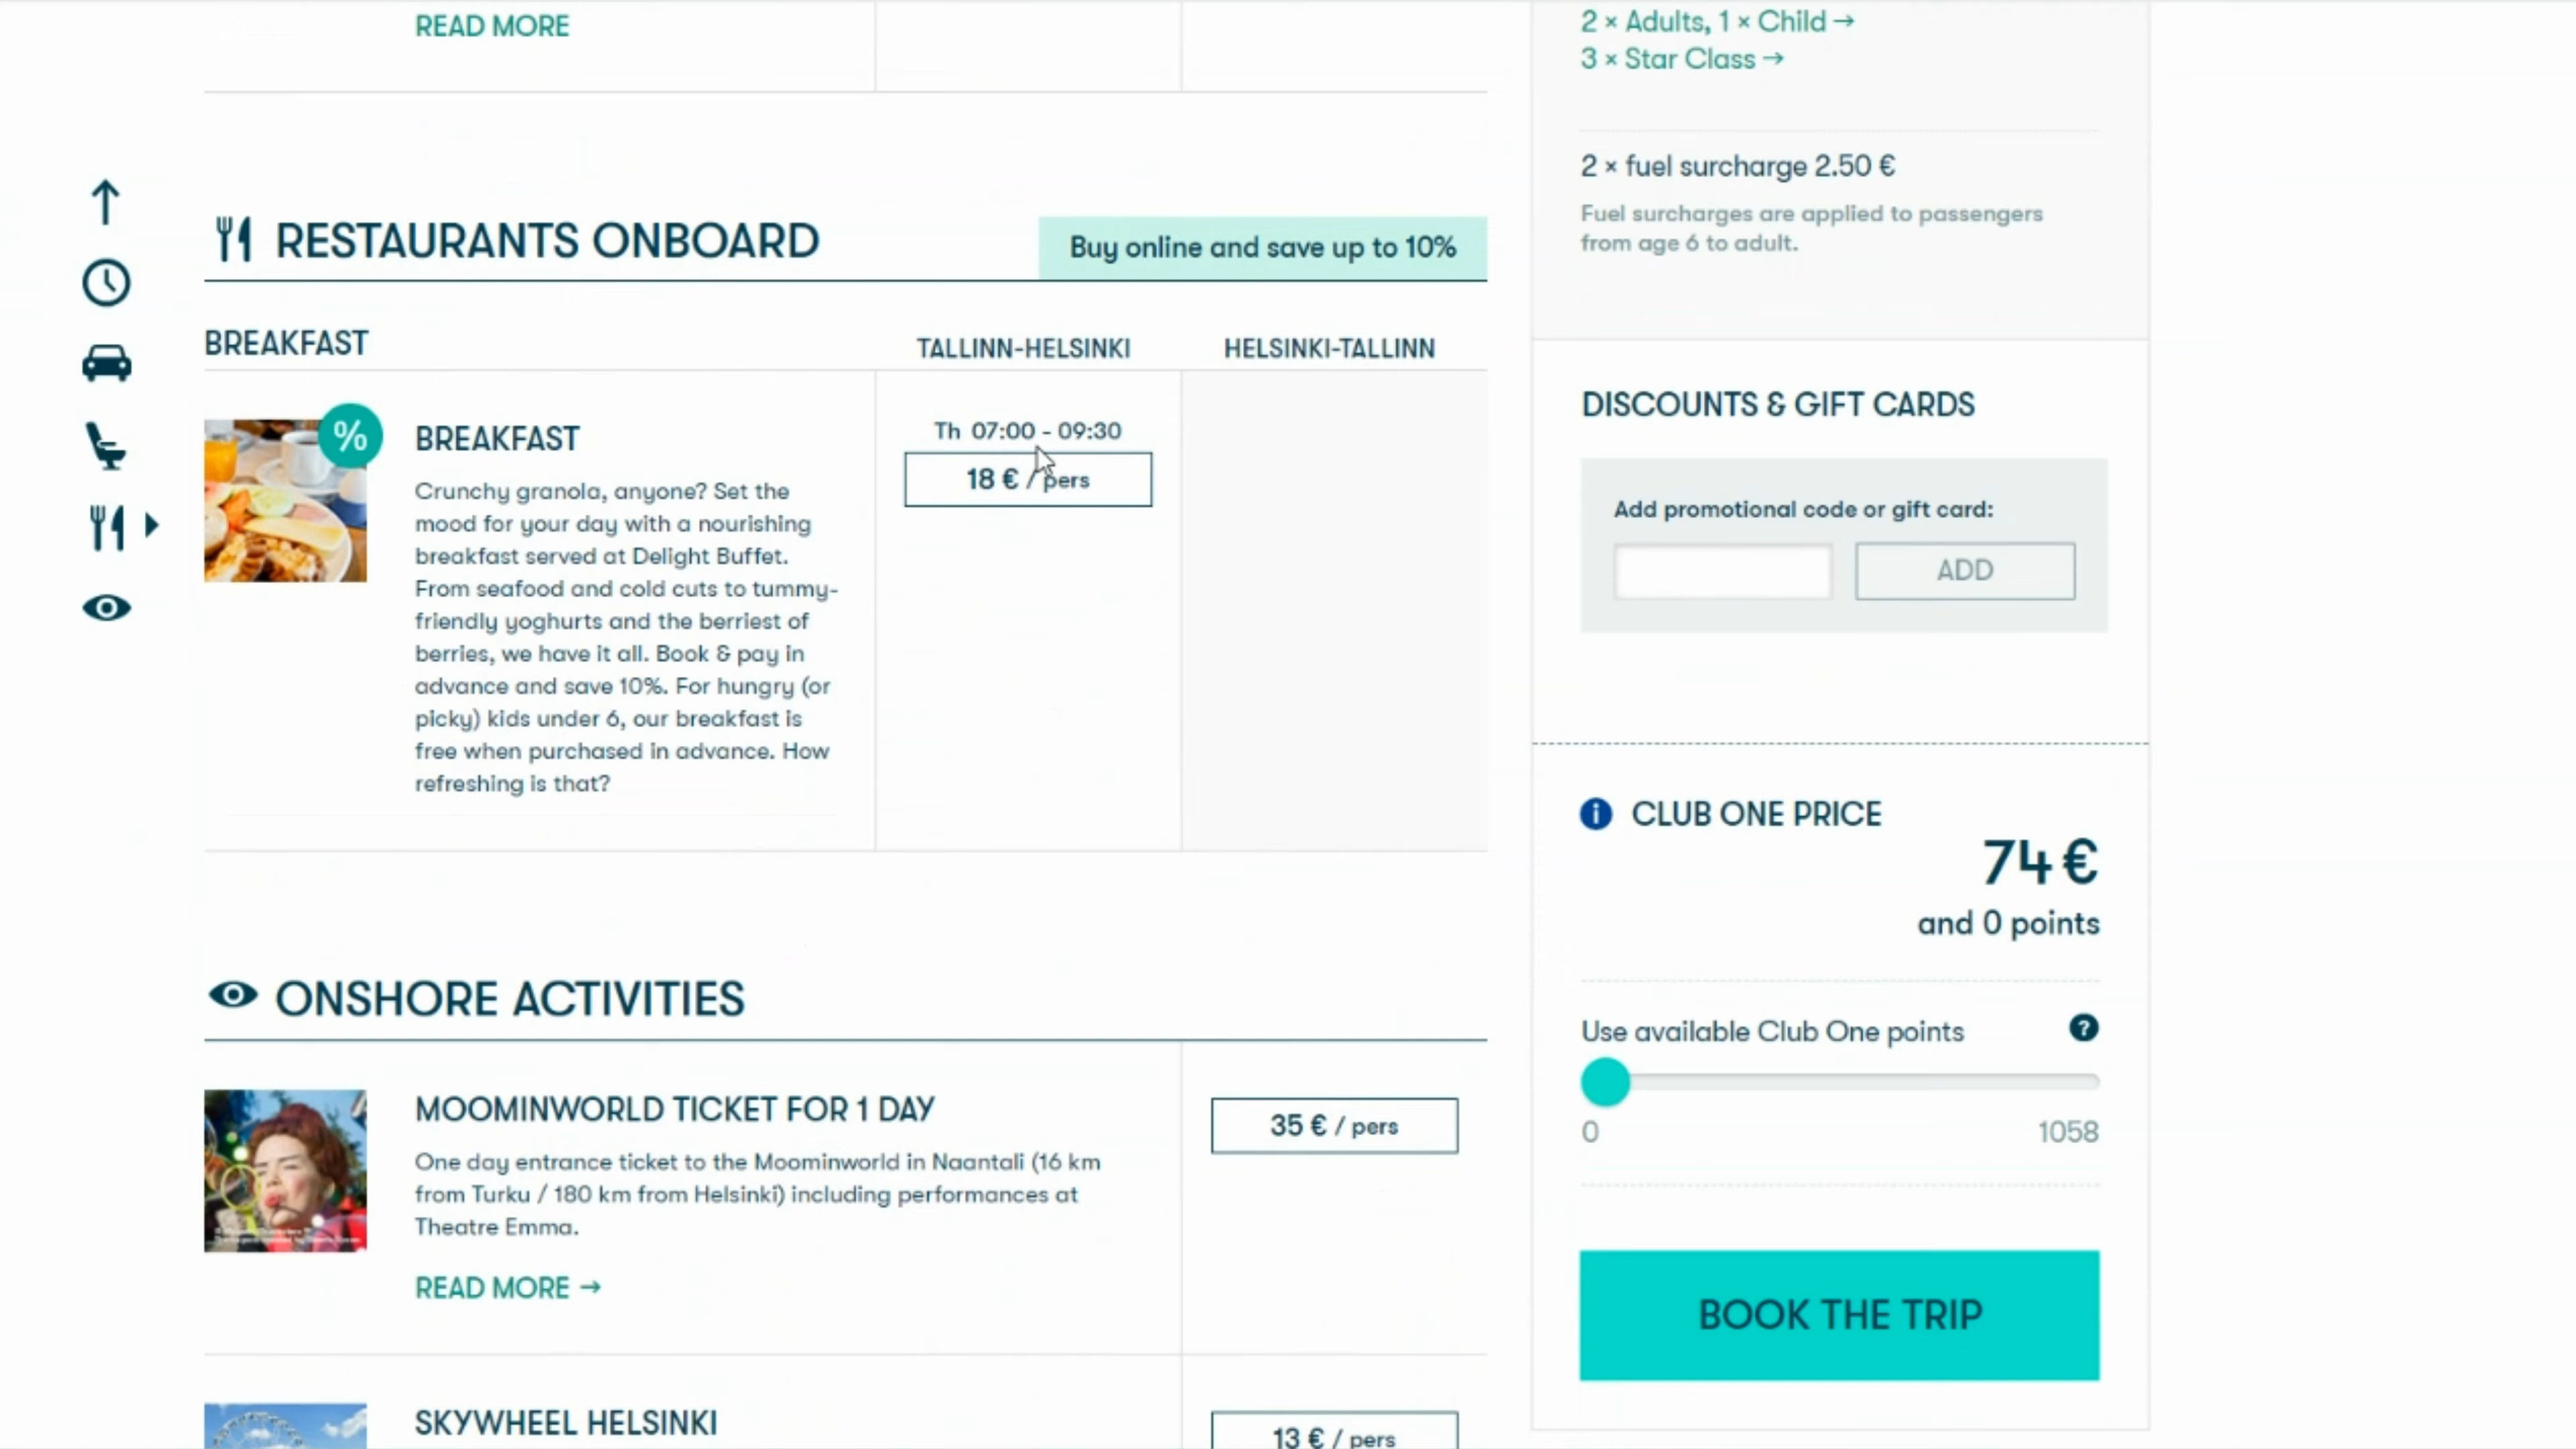 READ MORE
RESTAURANTS ONBOARD
Buy online and save up to 10%
BREAKFAST
TALLINN-HELSINKI
HELSINKI-TALLINN
%
BREAKFAST
Crunchy granola, anyone? Set the
mood for your day with a nourishing
breakfast served at Delight Buffet.
From seafood and cold cuts to tummy-
friendly yoghurts and the berriest of
berries, we have it all. Book & pay in
advance and save 10%. For hungry (or
picky) kids under 6, our breakfast is
free when purchased in advance. How
refreshing is that?
Th 07:00 - 09:30
18 € / pers
ONSHORE ACTIVITIES
MOOMINWORLD TICKET FOR 1 DAY
One day entrance ticket to the Moominworld in Naantali (16 km
from Turku / 180 km from Helsinki) including performances at
Theatre Emma.
READ MORE →
35 € / pers
SKYWHEEL HELSINKI
13 € / pers
2 × Adults, 1 × Child →
3 × Star Class →
2 × fuel surcharge 2.50 €
Fuel surcharges are applied to passengers
from age 6 to adult.
DISCOUNTS & GIFT CARDS
Add promotional code or gift card:
ADD
CLUB ONE PRICE
74 €
and 0 points
Use available Club One points
?
0
1058
BOOK THE TRIP